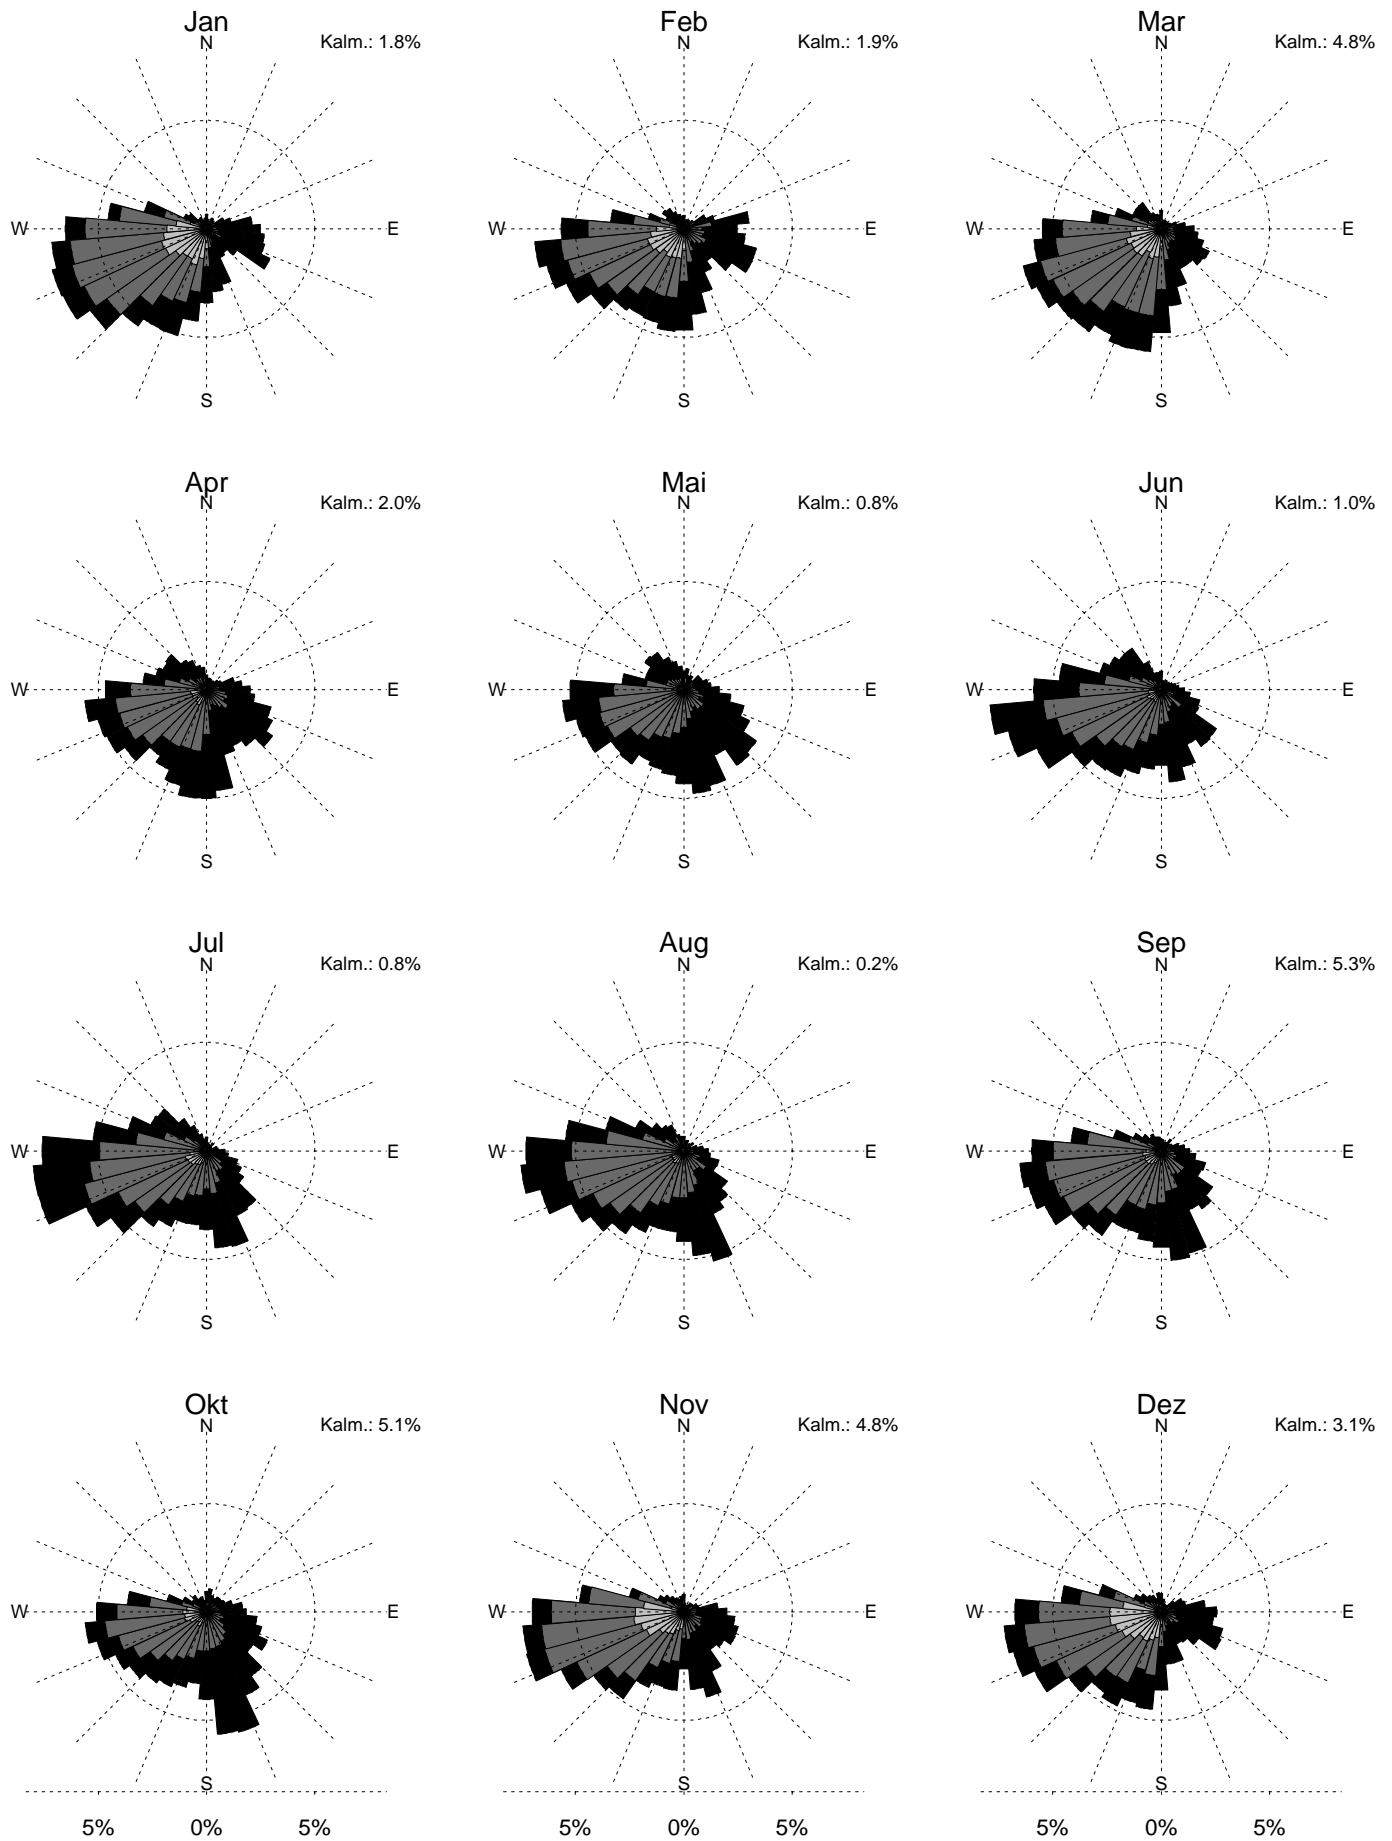 Jan Feb Mar
N Kalm.: 1.8% N Kalm.: 1.9% N Kalm.: 4.8%
W E W E W E
S S S
Apr Mai Jun
N Kalm.: 2.0% N Kalm.: 0.8% N Kalm.: 1.0%
W E W E W E
S S S
Jul Aug Sep
N Kalm.: 0.8% N Kalm.: 0.2% N Kalm.: 5.3%
W E W E W E
S S S
Okt Nov Dez
N Kalm.: 5.1% N Kalm.: 4.8% N Kalm.: 3.1%
W E W E W E
S S S
5% 0% 5% 5% 0% 5% 5% 0% 5%